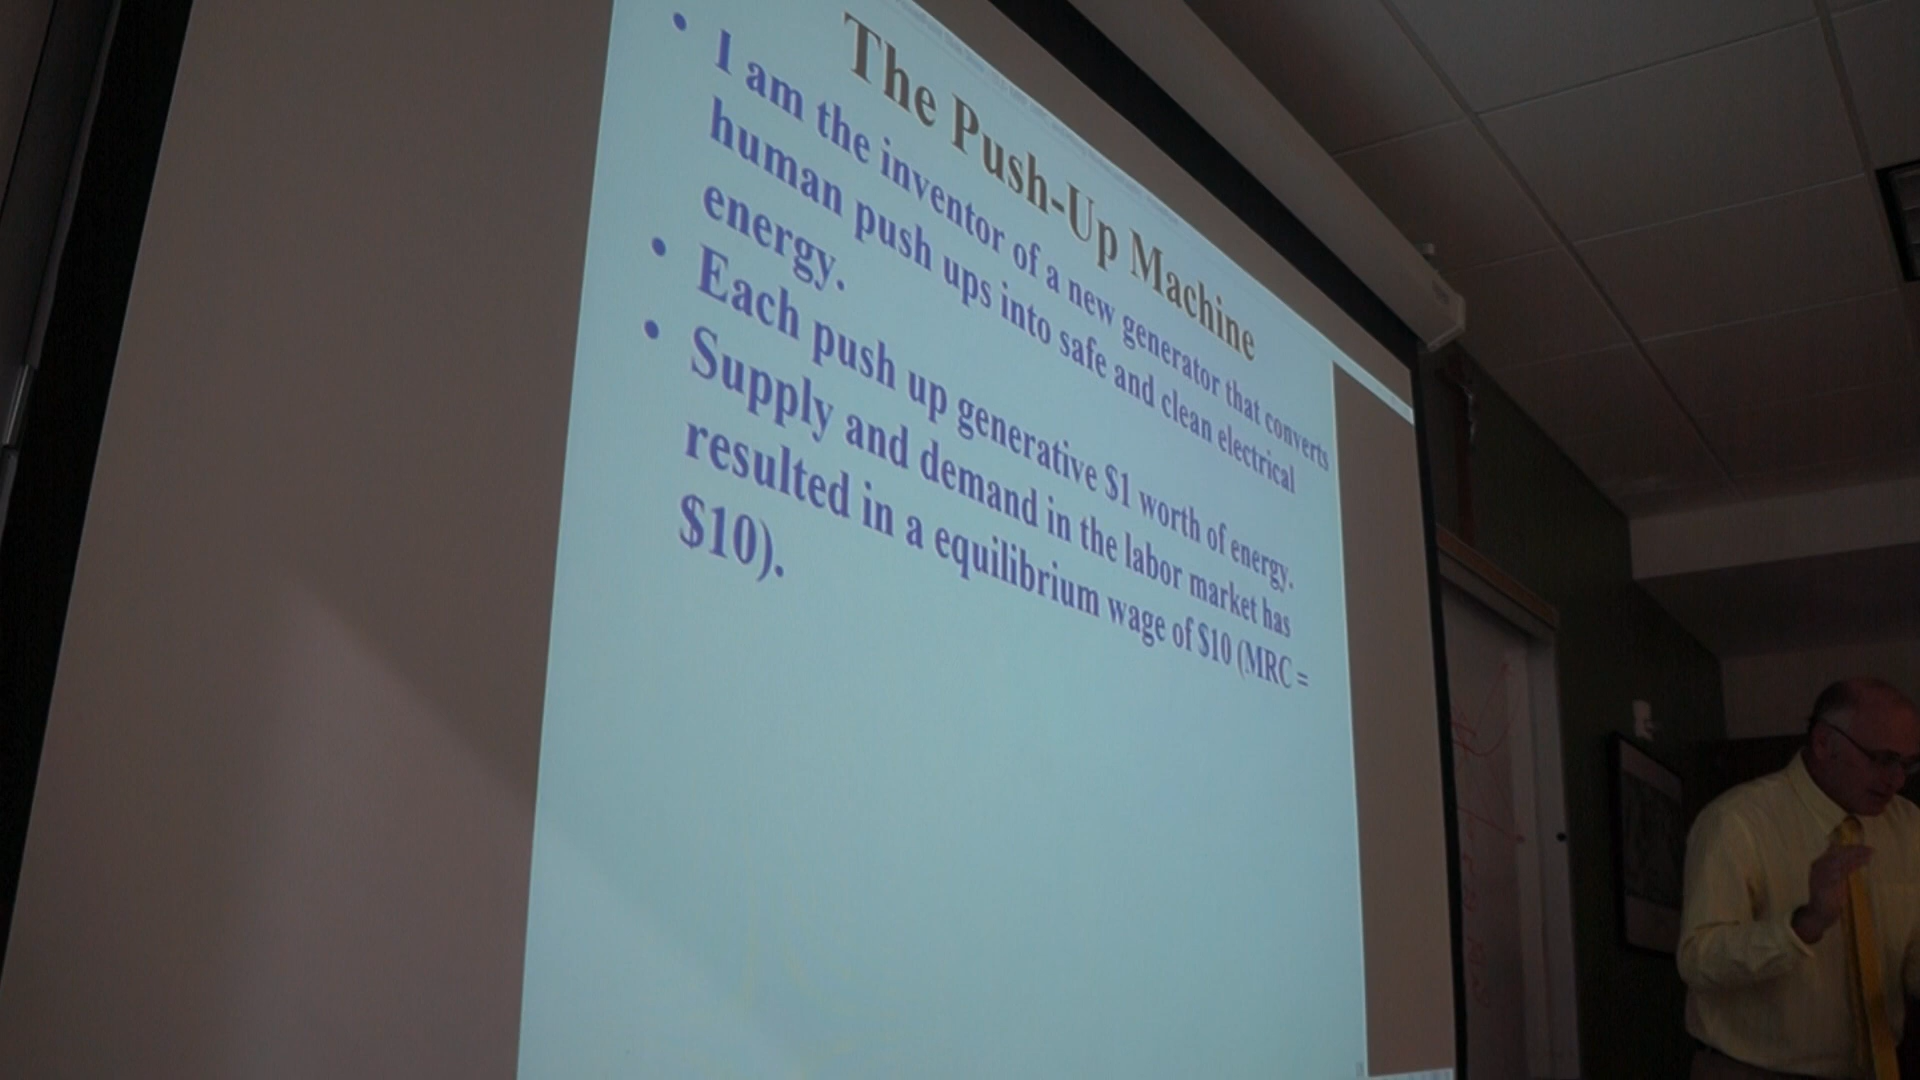 The Push-Up Machine
• I am the inventor of a new generator that converts
human push ups into safe and clean electrical
energy.
• Each push up generative $1 worth of energy.
• Supply and demand in the labor market has
resulted in a equilibrium wage of $10 (MRC =
$10).